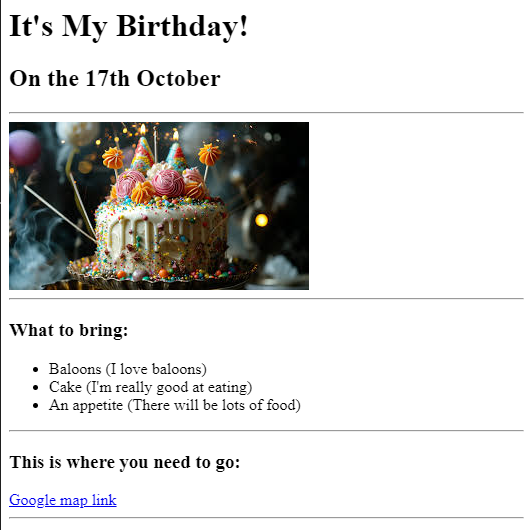 It's My Birthday!
On the 17th October
What to bring:
Baloons (I love baloons)
Cake (I'm really good at eating)
An appetite (There will be lots of food)
This is where you need to go:
Google map link